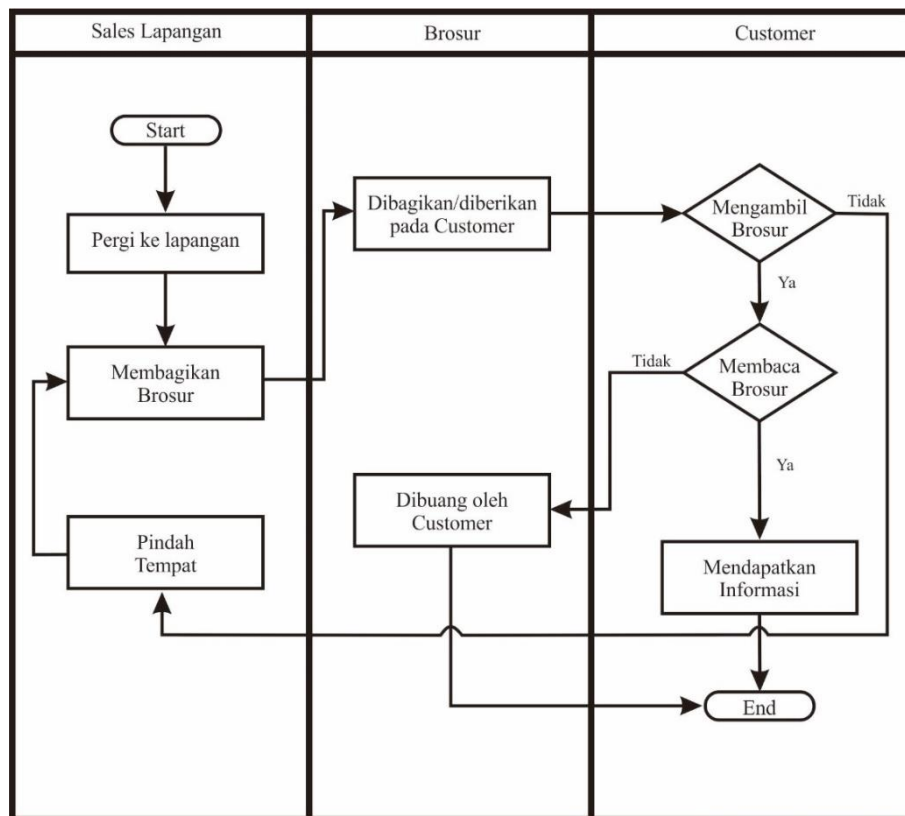 Sales Lapangan
Brosur
Customer
Start
Pergi ke lapangan
Membagikan
Brosur
Pindah
Tempat
Dibagikan/diberikan
pada Customer
Dibuang oleh
Customer
Mengambil
Brosur
Tidak
Ya
Membaca
Brosur
Tidak
Ya
Mendapatkan
Informasi
End